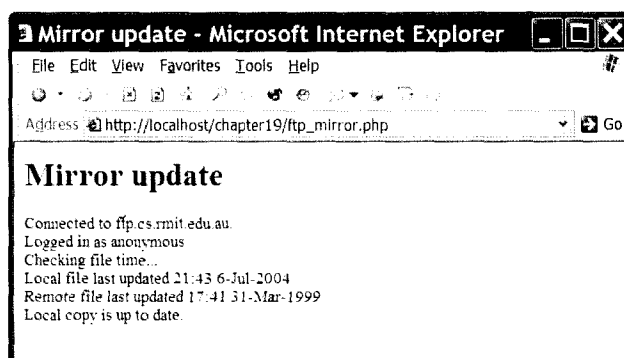 Mirror update - Microsoft Internet Explorer
File Edit View Favorites Tools Help
Address http://localhost/chapter19/ftp_mirror.php Go
Mirror update
Connected to ftp.cs.rmit.edu.au.
Logged in as anonymous
Checking file time...
Local file last updated 21:43 6-Jul-2004
Remote file last updated 17:41 31-Mar-1999
Local copy is up to date.